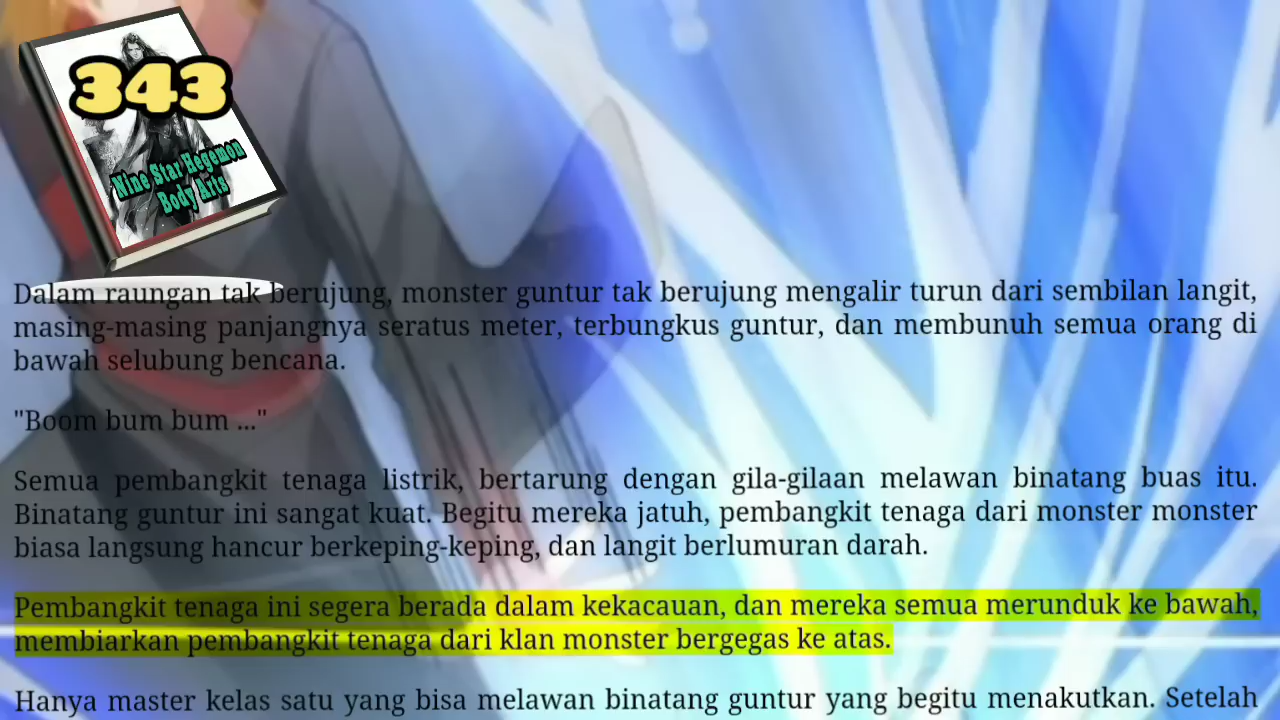 343
Nine Star Hegemon
Body Arts
Dalam raungan tak berujung, monster guntur tak berujung mengalir turun dari sembilan langit,
masing-masing panjangnya seratus meter, terbungkus guntur, dan membunuh semua orang di
bawah selubung bencana.
"Boom bum bum ..."
Semua pembangkit tenaga listrik, bertarung dengan gila-gilaan melawan binatang buas itu.
Binatang guntur ini sangat kuat. Begitu mereka jatuh, pembangkit tenaga dari monster monster
biasa langsung hancur berkeping-keping, dan langit berlumuran darah.
Pembangkit tenaga ini segera berada dalam kekacauan, dan mereka semua merunduk ke bawah,
membiarkan pembangkit tenaga dari klan monster bergegas ke atas.
Hanya master kelas satu yang bisa melawan binatang guntur yang begitu menakutkan. Setelah